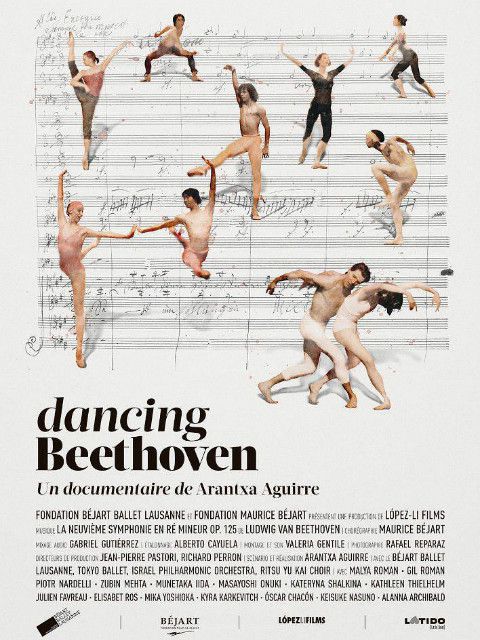 dancing
Beethoven
Un documentaire de Arantxa Aguirre
FONDATION BÉJART BALLET LAUSANNE ET FONDATION MAURICE BÉJART PRÉSENTENT UNE PRODUCTION DE LÓPEZ-LI FILMS
MUSIQUE LA NEUVIÈME SYMPHONIE EN RÉ MINEUR OP. 125 DE LUDWIG VAN BEETHOVEN | CHORÉGRAPHIE MAURICE BÉJART
MIXAGE AUDIO GABRIEL GUTIÉRREZ | ETALONNAGE ALBERTO CAYUELA | MONTAGE ET SON VALERIA GENTILE | PHOTOGRAPHIE RAFAEL REPARAZ
DIRECTEURS DE PRODUCTION JEAN-PIERRE PASTORI, RICHARD PERRON | SCÉNARIO ET RÉALISATION ARANTXA AGUIRRE | AVEC LE BÉJART BALLET
LAUSANNE, TOKYO BALLET, ISRAEL PHILHARMONIC ORCHESTRA, RITSU YU KAI CHOIR | AVEC MALYA ROMAN • GIL ROMAN
PIOTR NARDELLI • ZUBIN MEHTA • MUNETAKA IIDA • MASAYOSHI ONUKI • KATERYNA SHALKINA • KATHLEEN THIELHELM
JULIEN FAVREAU • ELISABET ROS • MIKA YOSHIOKA • KYRA KARKEVITCH • ÓSCAR CHACÓN • KEISUKE NASUNO • ALANNA ARCHIBALD
BÉJART
LÓPEZLIFILMS
LATIDO